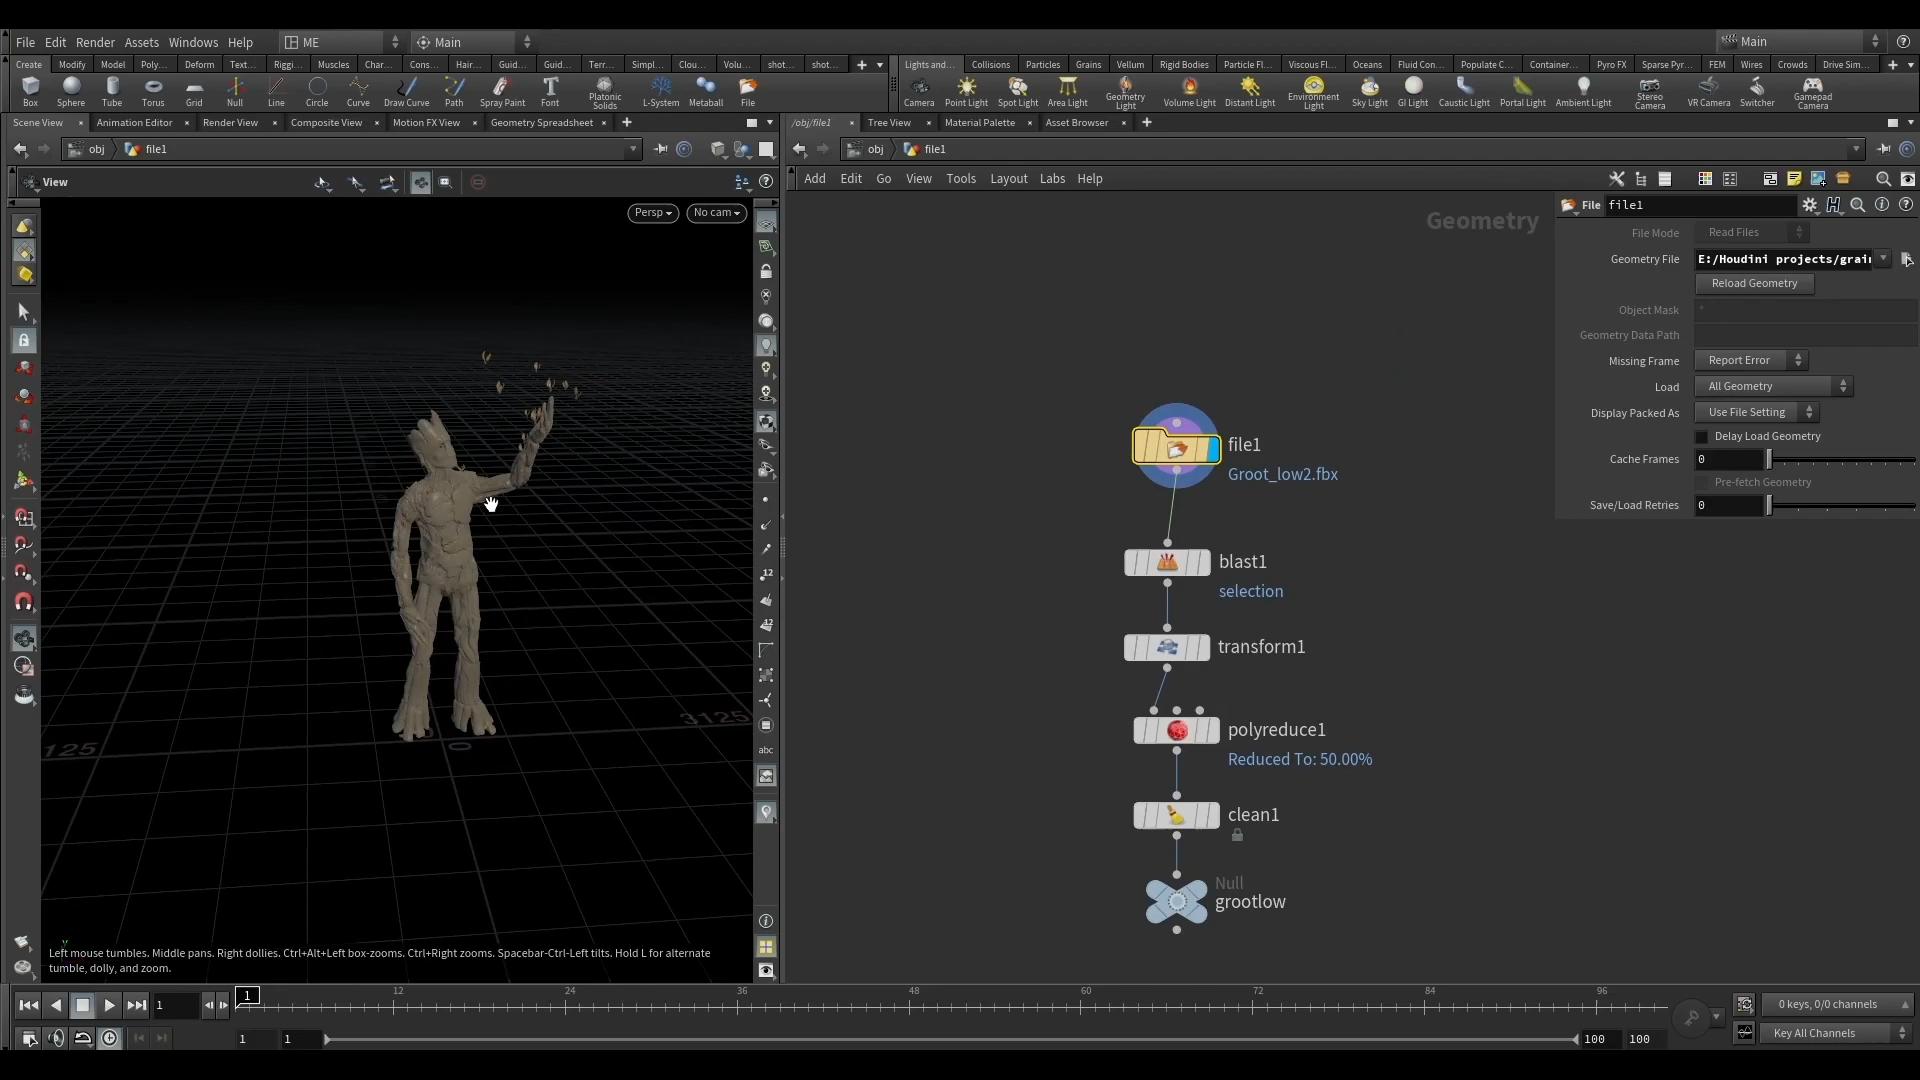 File Edit Render Assets Windows Help ME Main Main
Create Modify Model Poly... Deform Text... Riggi... Muscles Char... Cons... Hair... Guid... Guid... Terr... Simpl... Clou... Volu... shot... shot...
Lights and... Collisions Particles Grains Vellum Rigid Bodies Particle Fl... Viscous Fl... Oceans Fluid Con... Populate C... Container... Pyro FX Sparse Pyr... FEM Wires Crowds Drive Sim...
Box Sphere Tube Torus Grid Null Line Circle Curve Draw Curve Path Spray Paint Font Platonic Solids L-System Metaball File
Camera Point Light Spot Light Area Light Geometry Light Volume Light Distant Light Environment Light Sky Light GI Light Caustic Light Portal Light Ambient Light Stereo Camera VR Camera Switcher Gamepad Camera
Scene View Animation Editor Render View Composite View Motion FX View Geometry Spreadsheet
/obj/file1 Tree View Material Palette Asset Browser
obj file1
obj file1
View
Add Edit Go View Tools Layout Labs Help
Persp No cam
Geometry
File file1
File Mode Read Files
Geometry File E:/Houdini projects/grain
Reload Geometry
Object Mask *
Geometry Data Path
Missing Frame Report Error
Load All Geometry
Display Packed As Use File Setting
Delay Load Geometry
Cache Frames 0
Pre-fetch Geometry
Save/Load Retries 0
file1
Groot_low2.fbx
blast1
selection
transform1
polyreduce1
Reduced To: 50.00%
clean1
Null
grootlow
12
12
abc
3125
125
0
y
Left mouse tumbles. Middle pans. Right dollies. Ctrl+Alt+Left box-zooms. Ctrl+Right zooms. Spacebar-Ctrl-Left tilts. Hold L for alternate
tumble, dolly, and zoom.
1 1 12 24 36 48 60 72 84 96
0 keys, 0/0 channels
1 1 100 100
Key All Channels